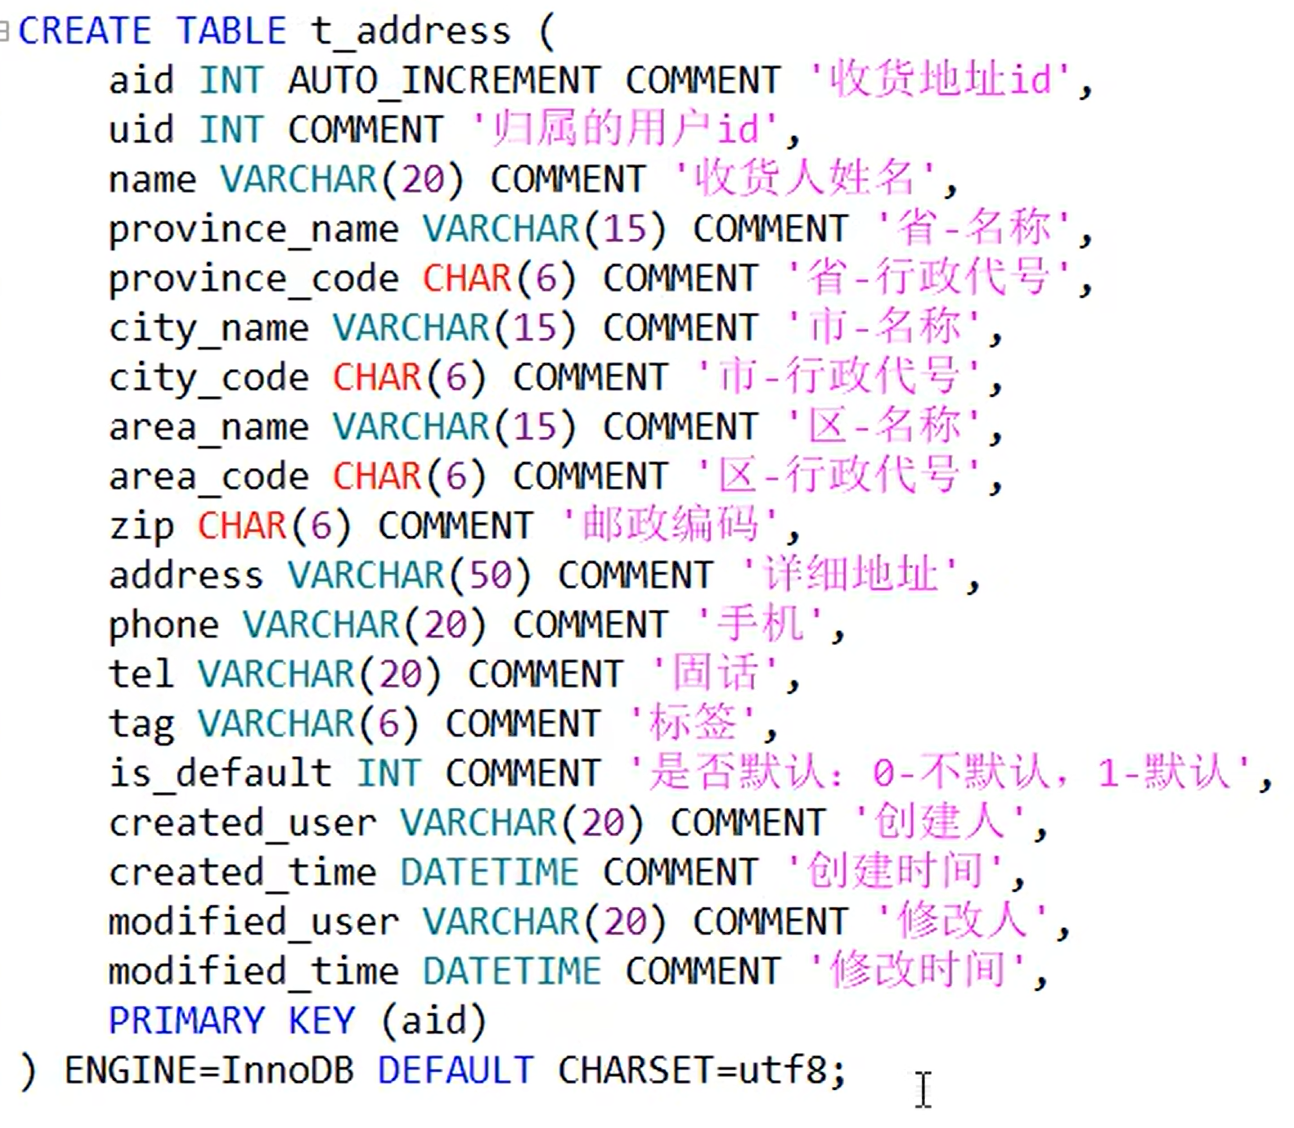 CREATE TABLE t_address (
aid INT AUTO_INCREMENT COMMENT '收货地址id',
uid INT COMMENT '归属的用户id',
name VARCHAR(20) COMMENT '收货人姓名',
province_name VARCHAR(15) COMMENT '省-名称',
province_code CHAR(6) COMMENT '省-行政代号',
city_name VARCHAR(15) COMMENT '市-名称',
city_code CHAR(6) COMMENT '市-行政代号',
area_name VARCHAR(15) COMMENT '区-名称',
area_code CHAR(6) COMMENT '区-行政代号',
zip CHAR(6) COMMENT '邮政编码',
address VARCHAR(50) COMMENT '详细地址',
phone VARCHAR(20) COMMENT '手机',
tel VARCHAR(20) COMMENT '固话',
tag VARCHAR(6) COMMENT '标签',
is_default INT COMMENT '是否默认：0-不默认，1-默认',
created_user VARCHAR(20) COMMENT '创建人',
created_time DATETIME COMMENT '创建时间',
modified_user VARCHAR(20) COMMENT '修改人',
modified_time DATETIME COMMENT '修改时间',
PRIMARY KEY (aid)
) ENGINE=InnoDB DEFAULT CHARSET=utf8;